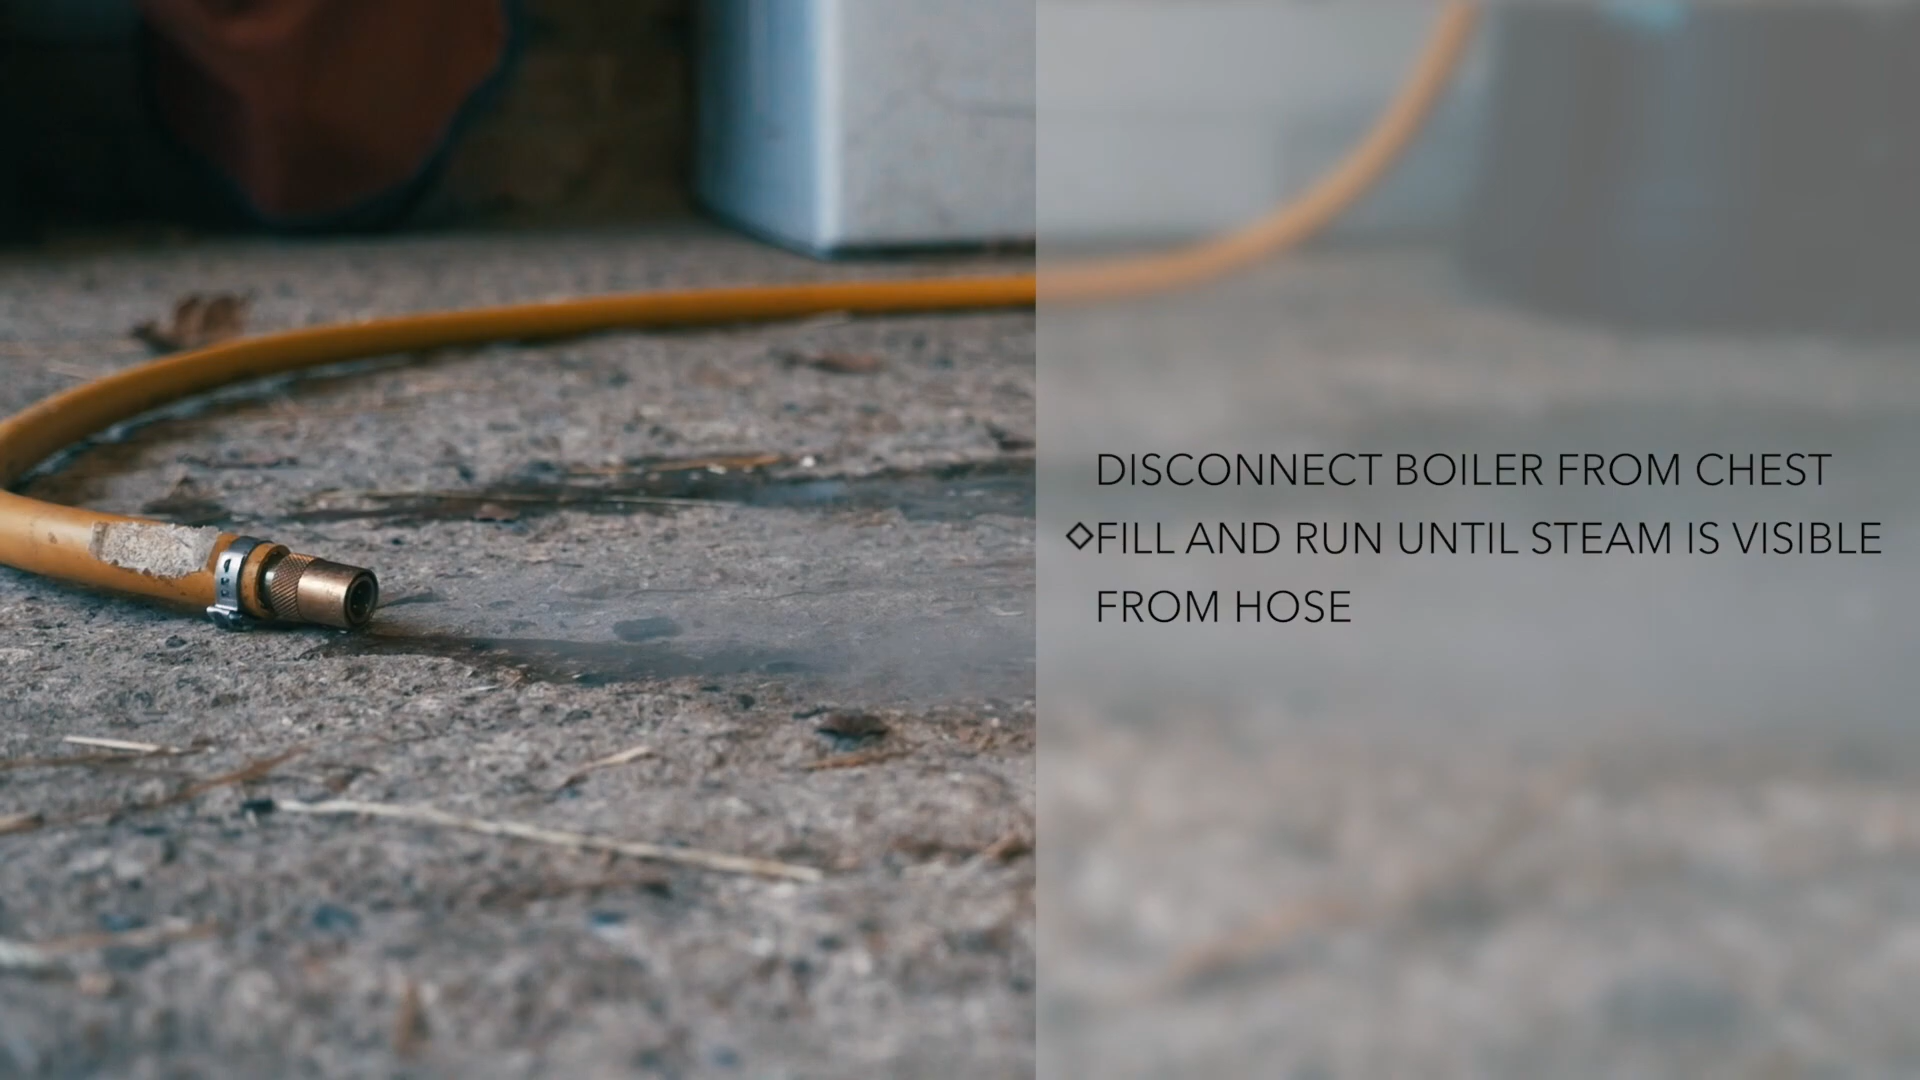 DISCONNECT BOILER FROM CHEST
◇FILL AND RUN UNTIL STEAM IS VISIBLE
FROM HOSE